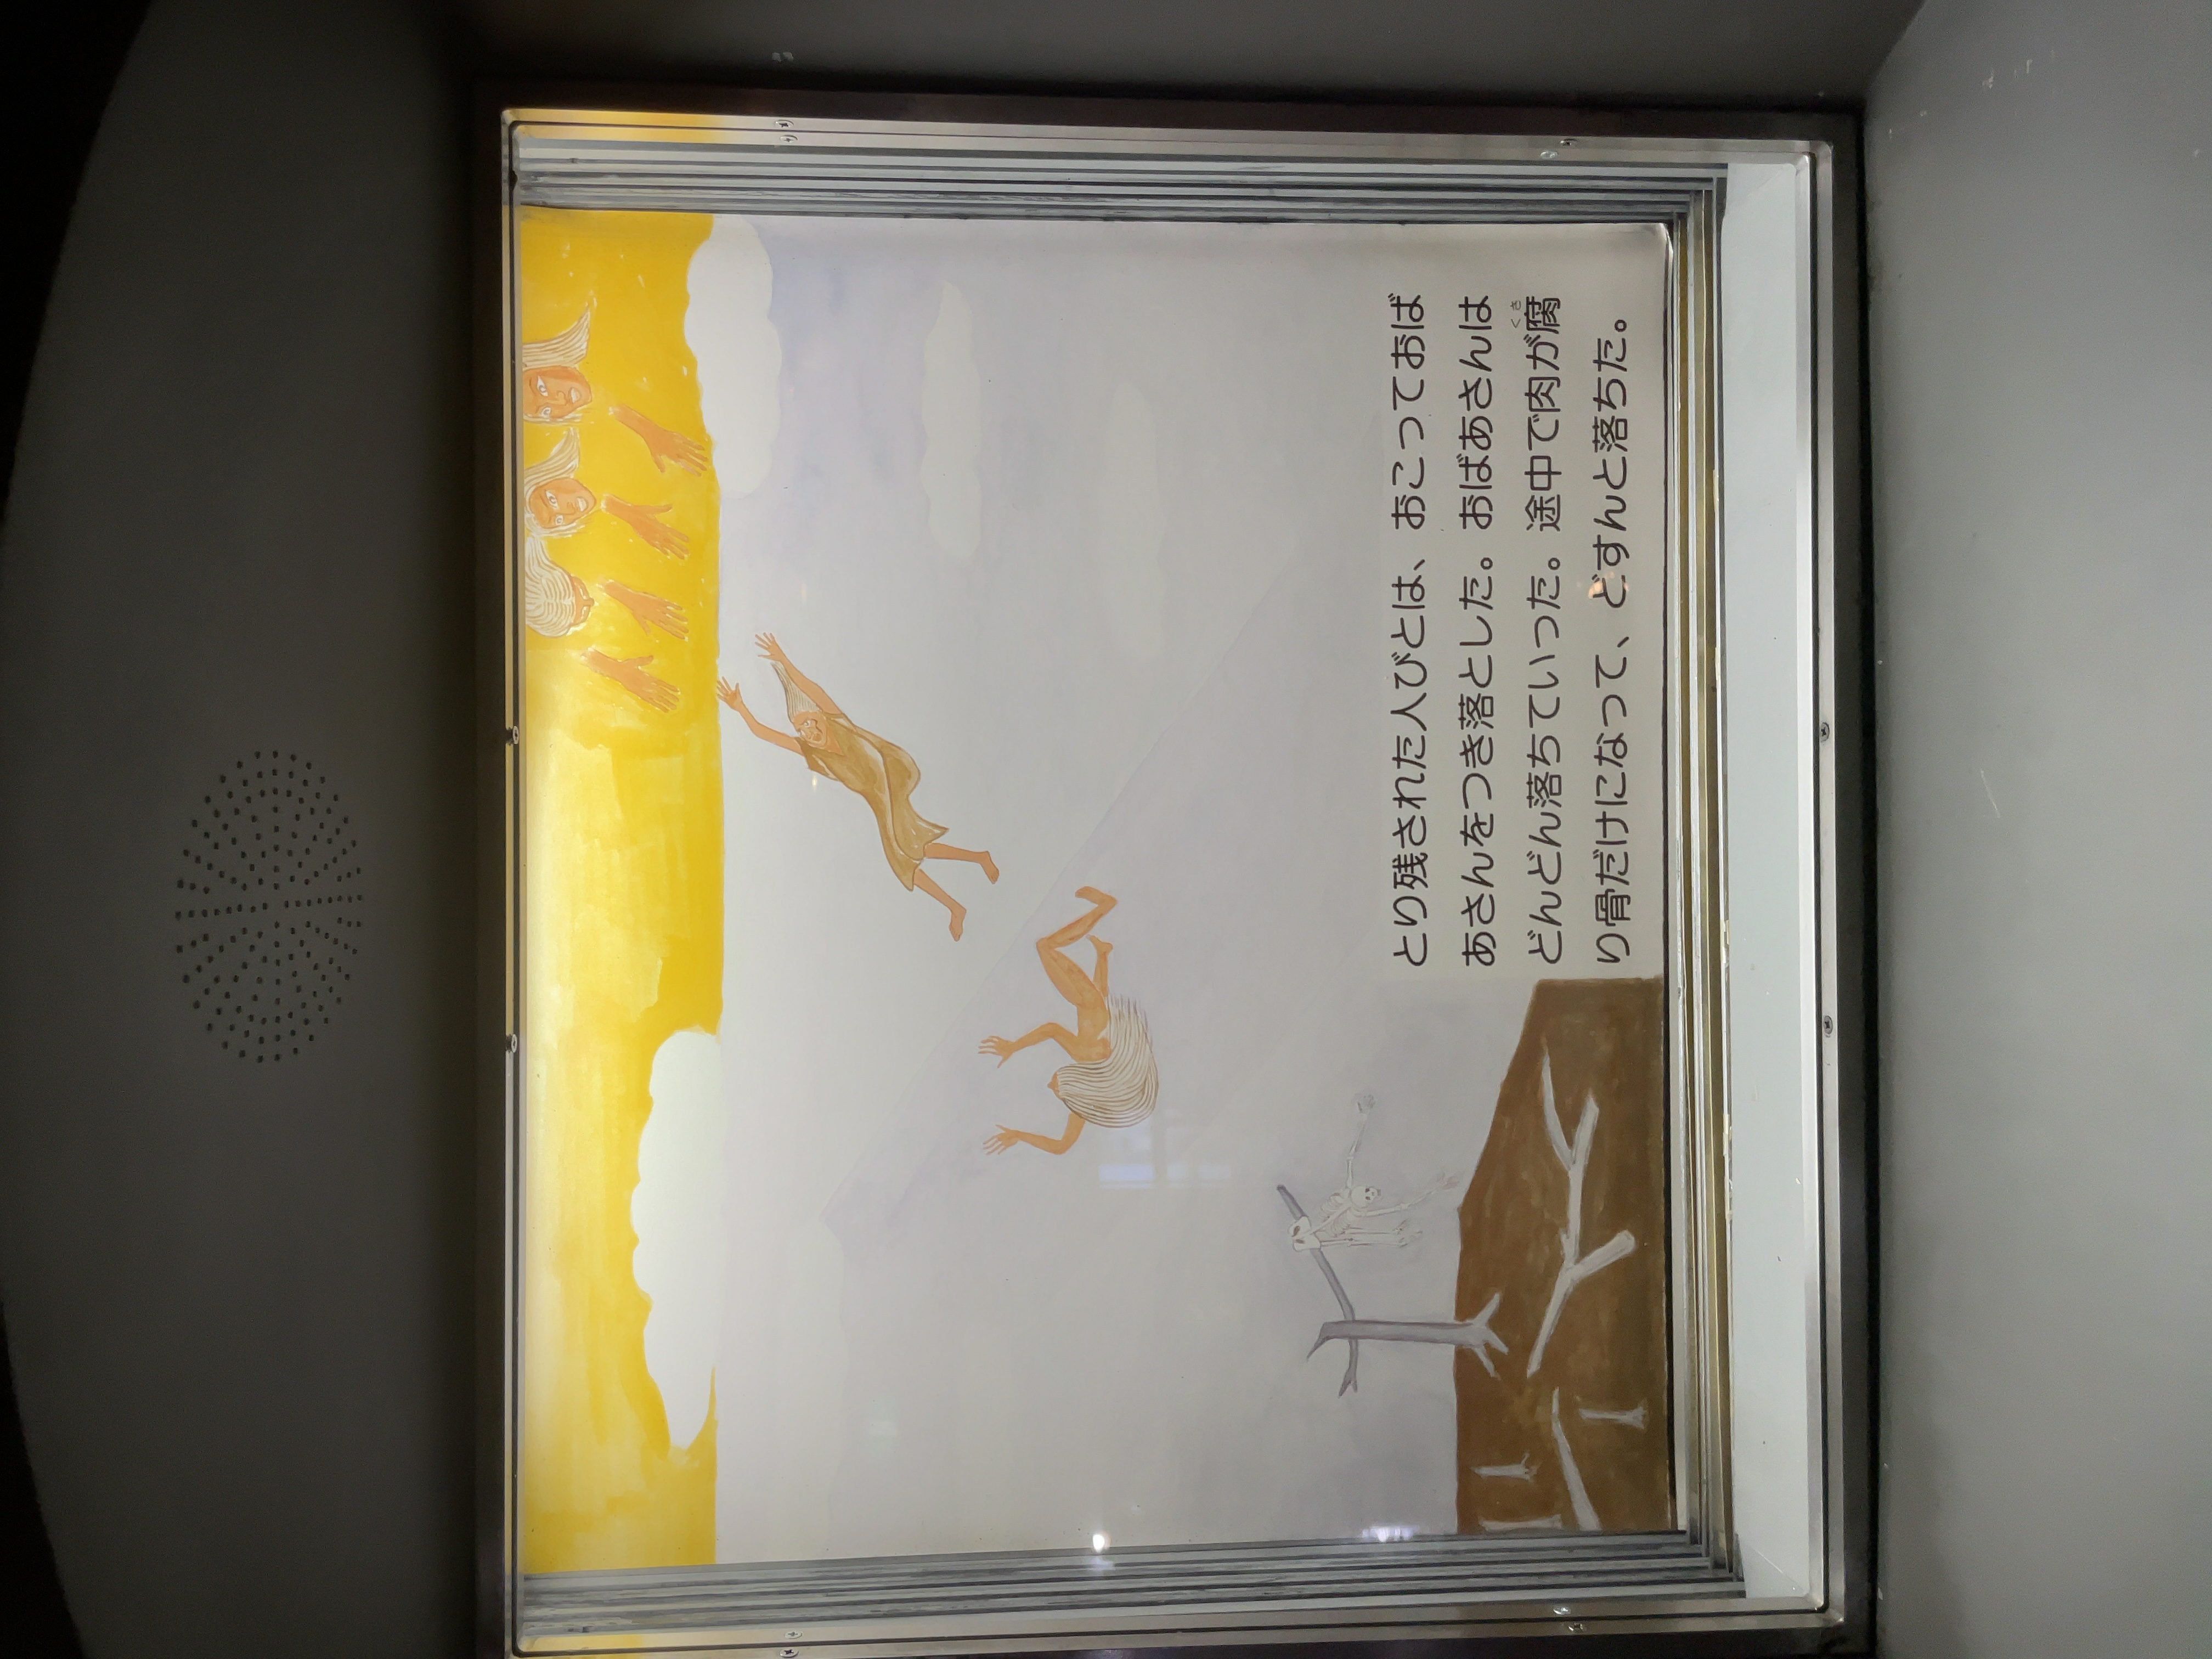 とり残された人びとは、おこっておば
あさんをつき落とした。おばあさんは
どんどん落ちていった。途中で肉が腐
くさ
り骨だけになって、どすんと落ちた。